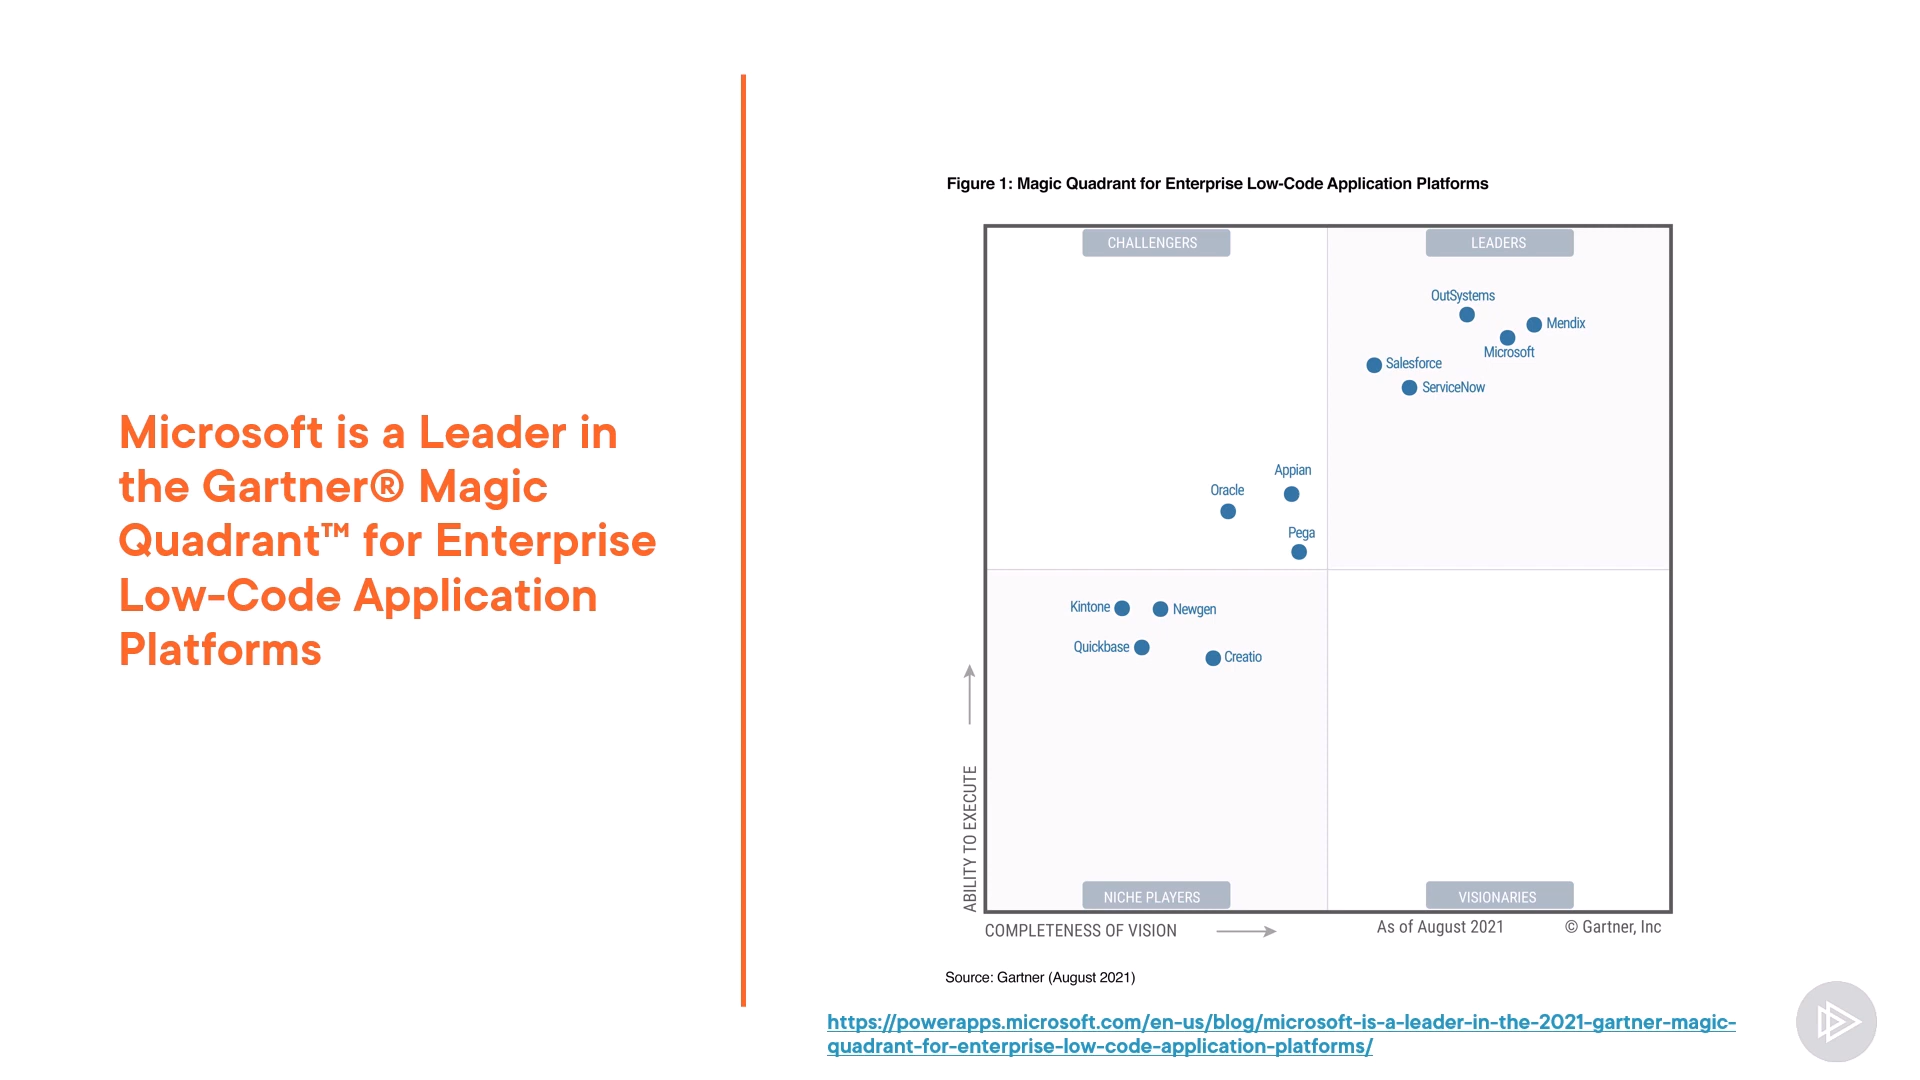 Microsoft is a Leader in
the Gartner® Magic
Quadrant™ for Enterprise
Low-Code Application
Platforms
Figure 1: Magic Quadrant for Enterprise Low-Code Application Platforms
CHALLENGERS
LEADERS
OutSystems
Mendix
Microsoft
Salesforce
ServiceNow
Appian
Oracle
Pega
Kintone
Newgen
Quickbase
Creatio
ABILITY TO EXECUTE
NICHE PLAYERS
VISIONARIES
COMPLETENESS OF VISION
As of August 2021
© Gartner, Inc
Source: Gartner (August 2021)
https://powerapps.microsoft.com/en-us/blog/microsoft-is-a-leader-in-the-2021-gartner-magic-
quadrant-for-enterprise-low-code-application-platforms/